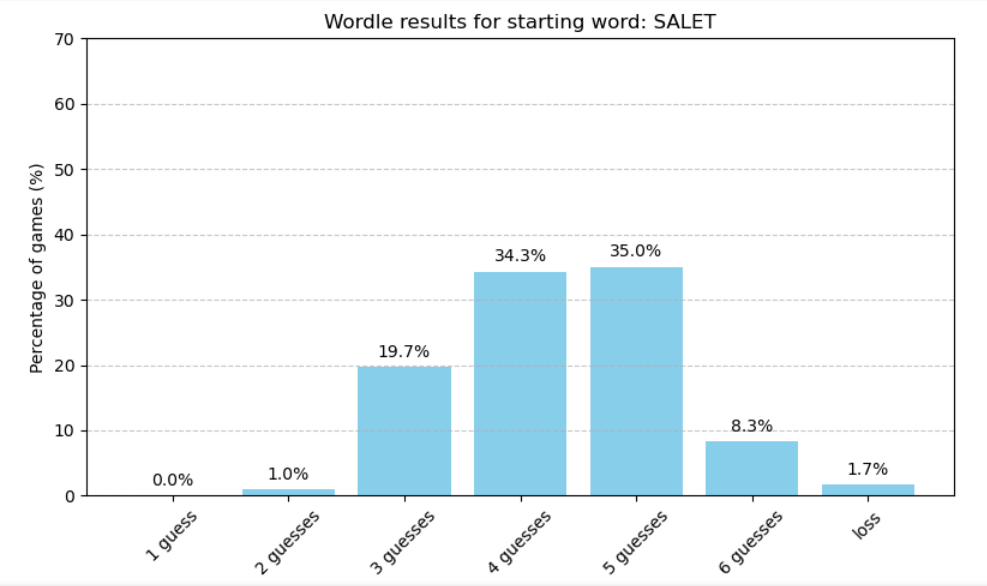 Wordle results for starting word: SALET
Percentage of games (%)
70
60
50
40
30
20
10
0
0.0%
1.0%
19.7%
34.3%
35.0%
8.3%
1.7%
1 guess
2 guesses
3 guesses
4 guesses
5 guesses
6 guesses
loss